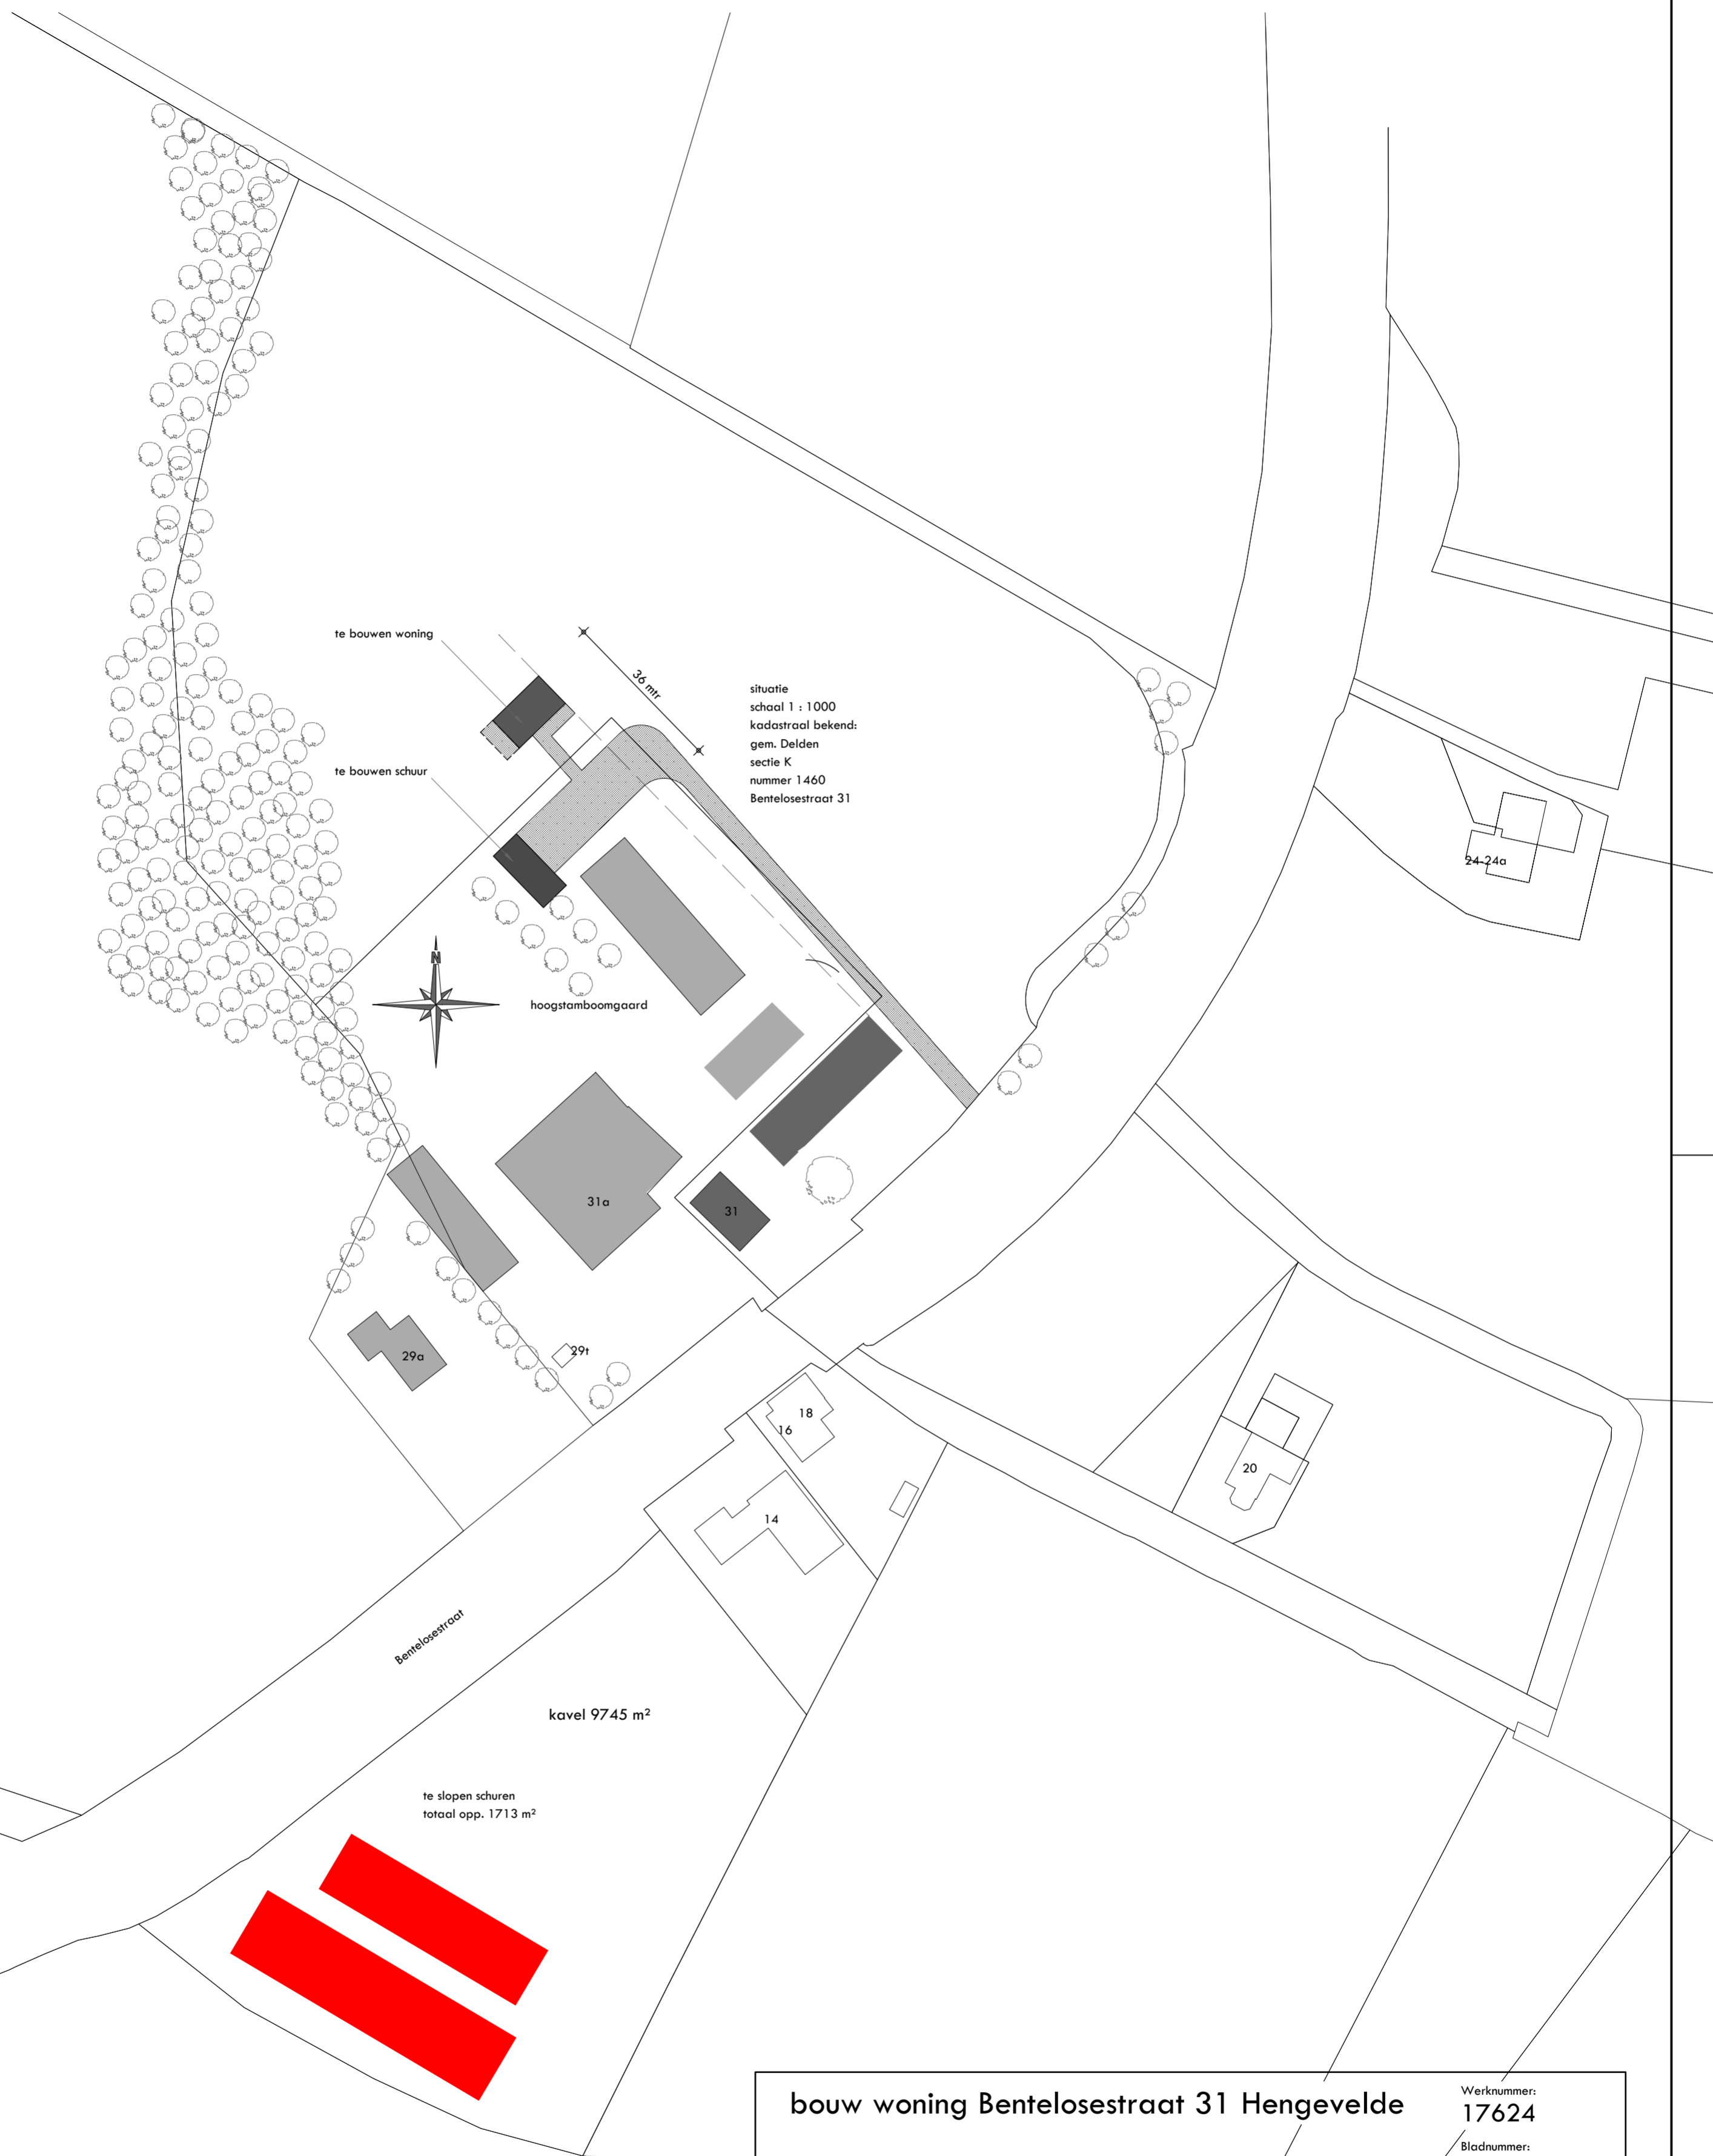 te bouwen woning
36 mtr
situatie
schaal 1 : 1000
kadastraal bekend:
gem. Delden
sectie K
nummer 1460
Bentelosestraat 31
te bouwen schuur
24-24a
N
hoogstamboomgaard
31a
31
29a
29t
18
16
20
14
Bentelosestraat
kavel 9745 m²
te slopen schuren
totaal opp. 1713 m²
bouw woning Bentelosestraat 31 Hengevelde
Werknummer:
17624
Bladnummer: